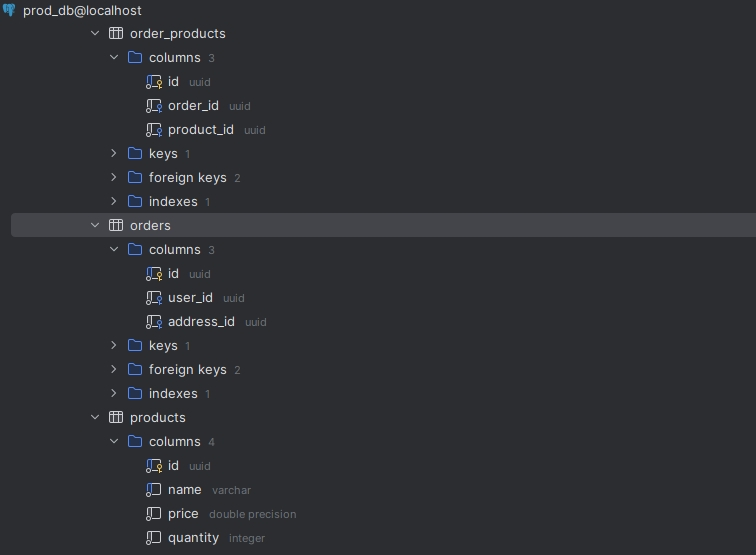 prod_db@localhost
order_products
columns 3
id uuid
order_id uuid
product_id uuid
keys 1
foreign keys 2
indexes 1
orders
columns 3
id uuid
user_id uuid
address_id uuid
keys 1
foreign keys 2
indexes 1
products
columns 4
id uuid
name varchar
price double precision
quantity integer